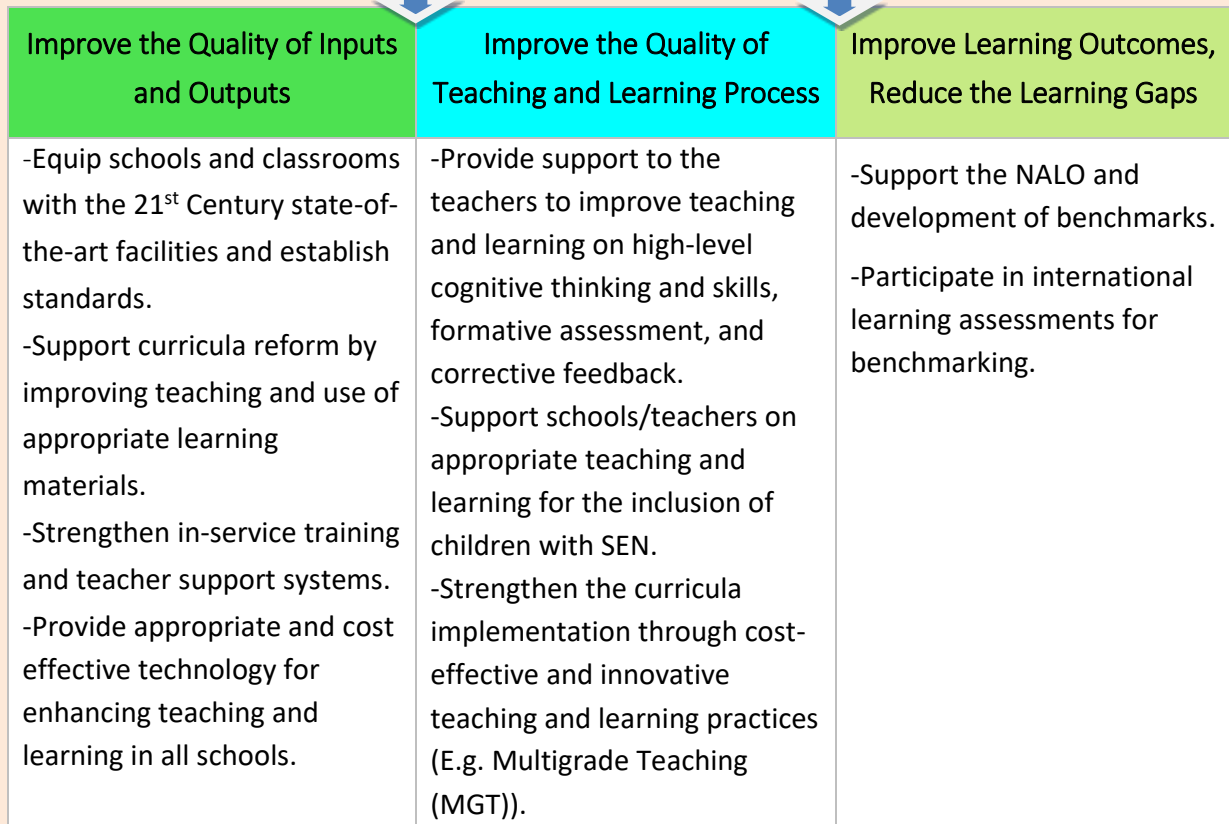 Improve the Quality of Inputs
and Outputs
-Equip schools and classrooms
with the 21st Century state-of-
the-art facilities and establish
standards.
-Support curricula reform by
improving teaching and use of
appropriate learning
materials.
-Strengthen in-service training
and teacher support systems.
-Provide appropriate and cost
effective technology for
enhancing teaching and
learning in all schools.
Improve the Quality of
Teaching and Learning Process
-Provide support to the
teachers to improve teaching
and learning on high-level
cognitive thinking and skills,
formative assessment, and
corrective feedback.
-Support schools/teachers on
appropriate teaching and
learning for the inclusion of
children with SEN.
-Strengthen the curricula
implementation through cost-
effective and innovative
teaching and learning practices
(E.g. Multigrade Teaching
(MGT)).
Improve Learning Outcomes,
Reduce the Learning Gaps
-Support the NALO and
development of benchmarks.
-Participate in international
learning assessments for
benchmarking.